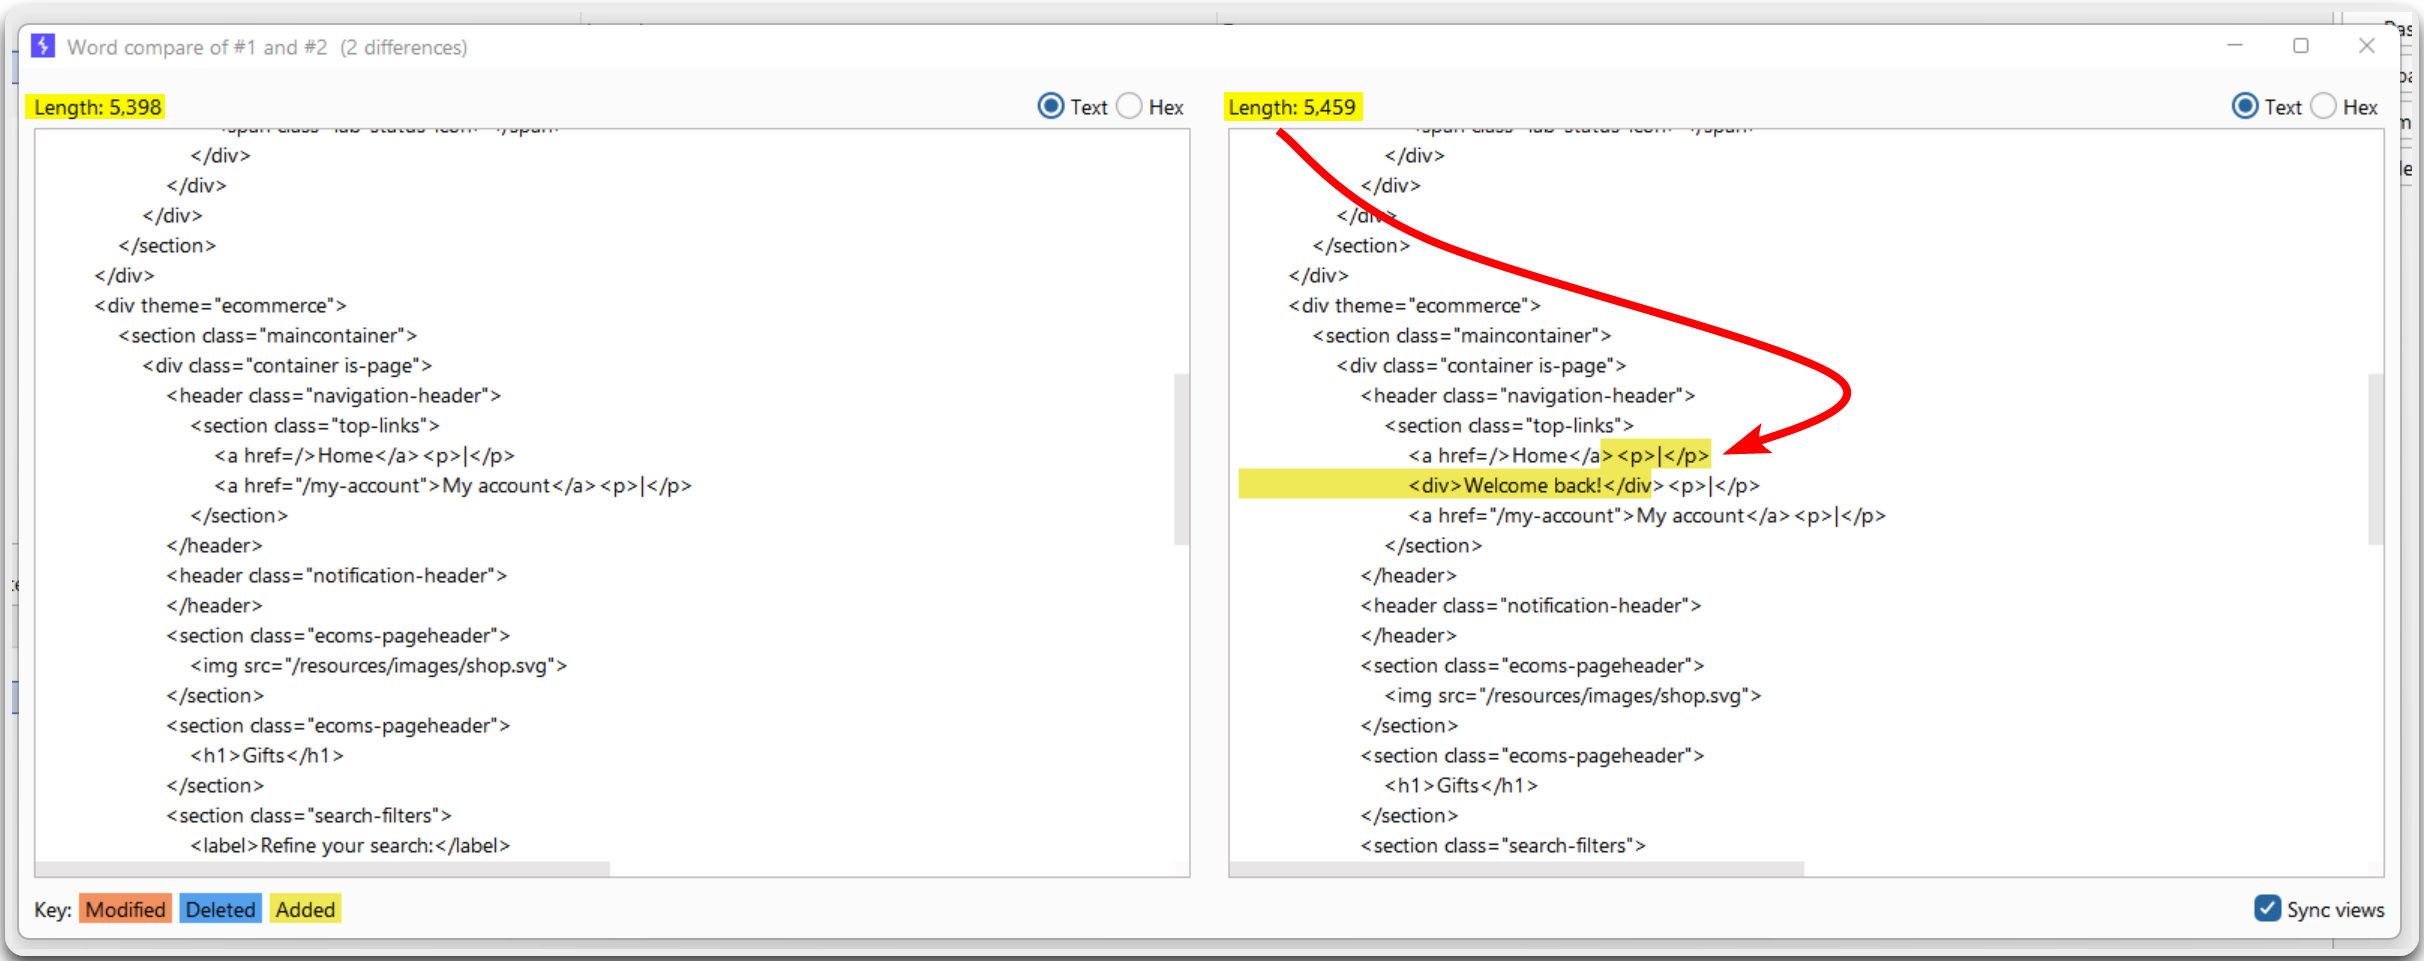 Word compare of #1 and #2 (2 differences)
Length: 5,398
Text
Hex
</div>
</div>
</div>
</section>
</div>
<div theme="ecommerce">
<section class="maincontainer">
<div class="container is-page">
<header class="navigation-header">
<section class="top-links">
<a href=/>Home</a><p>|</p>
<a href="/my-account">My account</a><p>|</p>
</section>
</header>
<header class="notification-header">
</header>
<section class="ecoms-pageheader">
<img src="/resources/images/shop.svg">
</section>
<section class="ecoms-pageheader">
<h1>Gifts</h1>
</section>
<section class="search-filters">
<label>Refine your search:</label>
Length: 5,459
Text
Hex
<span class="lab-status-icon"></span>
</div>
</div>
</div>
</section>
</div>
<div theme="ecommerce">
<section class="maincontainer">
<div class="container is-page">
<header class="navigation-header">
<section class="top-links">
<a href=/>Home</a><p>|</p>
<div>Welcome back!</div><p>|</p>
<a href="/my-account">My account</a><p>|</p>
</section>
</header>
<header class="notification-header">
</header>
<section class="ecoms-pageheader">
<img src="/resources/images/shop.svg">
</section>
<section class="ecoms-pageheader">
<h1>Gifts</h1>
</section>
<section class="search-filters">
Key: Modified Deleted Added
Sync views